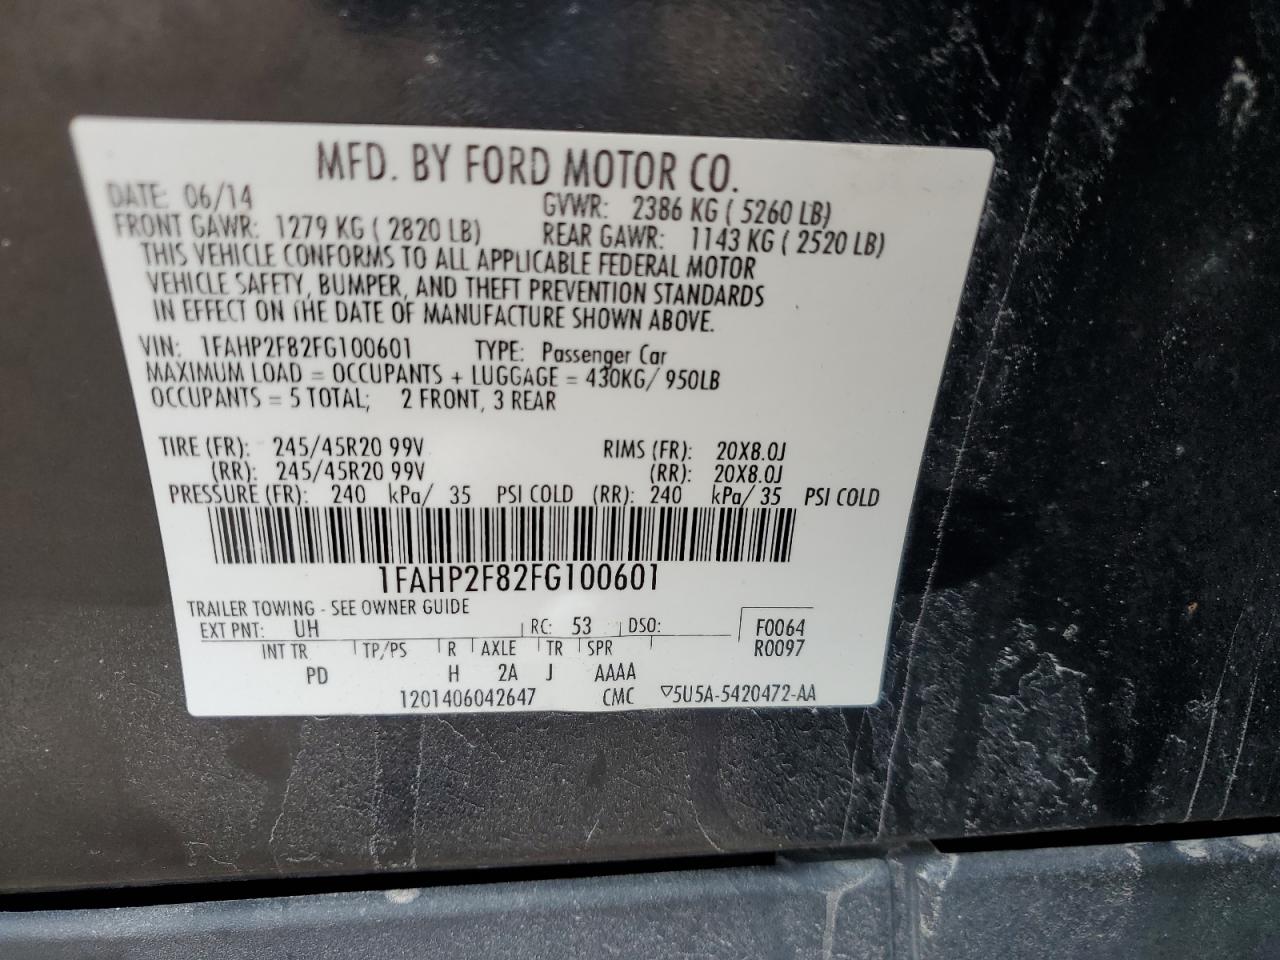 MFD. BY FORD MOTOR CO.
DATE: 06/14 GVWR: 2386 KG ( 5260 LB)
FRONT GAWR: 1279 KG ( 2820 LB) REAR GAWR: 1143 KG ( 2520 LB)
THIS VEHICLE CONFORMS TO ALL APPLICABLE FEDERAL MOTOR
VEHICLE SAFETY, BUMPER, AND THEFT PREVENTION STANDARDS
IN EFFECT ON THE DATE OF MANUFACTURE SHOWN ABOVE.
VIN: 1FAHP2F82FG100601 TYPE: Passenger Car
MAXIMUM LOAD = OCCUPANTS + LUGGAGE = 430KG/ 950LB
OCCUPANTS = 5 TOTAL; 2 FRONT, 3 REAR
TIRE (FR): 245/45R20 99V RIMS (FR): 20X8.0J
(RR): 245/45R20 99V (RR): 20X8.0J
PRESSURE (FR): 240 kPa/ 35 PSI COLD (RR): 240 kPa/ 35 PSI COLD
1FAHP2F82FG100601
TRAILER TOWING - SEE OWNER GUIDE
EXT PNT: UH RC: 53 DSO: F0064
INT TR TP/PS R AXLE TR SPR R0097
PD H 2A J AAAA
1201406042647 CMC ▽5U5A-5420472-AA